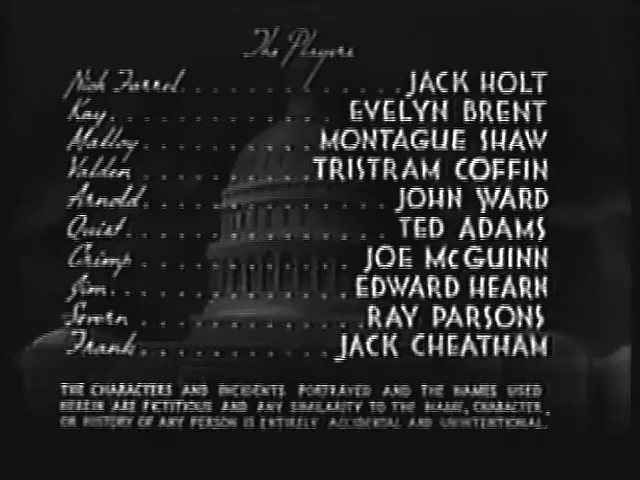 The Players
Nick Farrel. . . . . . . . . . . . . JACK HOLT
Kay. . . . . . . . . . . . . EVELYN BRENT
Malloy. . . . . . . . . . MONTAGUE SHAW
Valden . . . . . . . . . . TRISTRAM COFFIN
Arnold. . . . . . . . . . . . . . JOHN WARD
Quist. . . . . . . . . . . . . . . TED ADAMS
Crimp . . . . . . . . . . . . JOE McGUINN
Jim. . . . . . . . . . . . . EDWARD HEARN
Severn . . . . . . . . . . . . RAY PARSONS
Frank. . . . . . . . . . . JACK CHEATHAM
THE CHARACTERS AND INCIDENTS PORTRAYED AND THE NAMES USED
HEREIN ARE FICTITIOUS AND ANY SIMILARITY TO THE NAME, CHARACTER
OR HISTORY OF ANY PERSON IS ENTIRELY ACCIDENTAL AND UNINTENTIONAL.